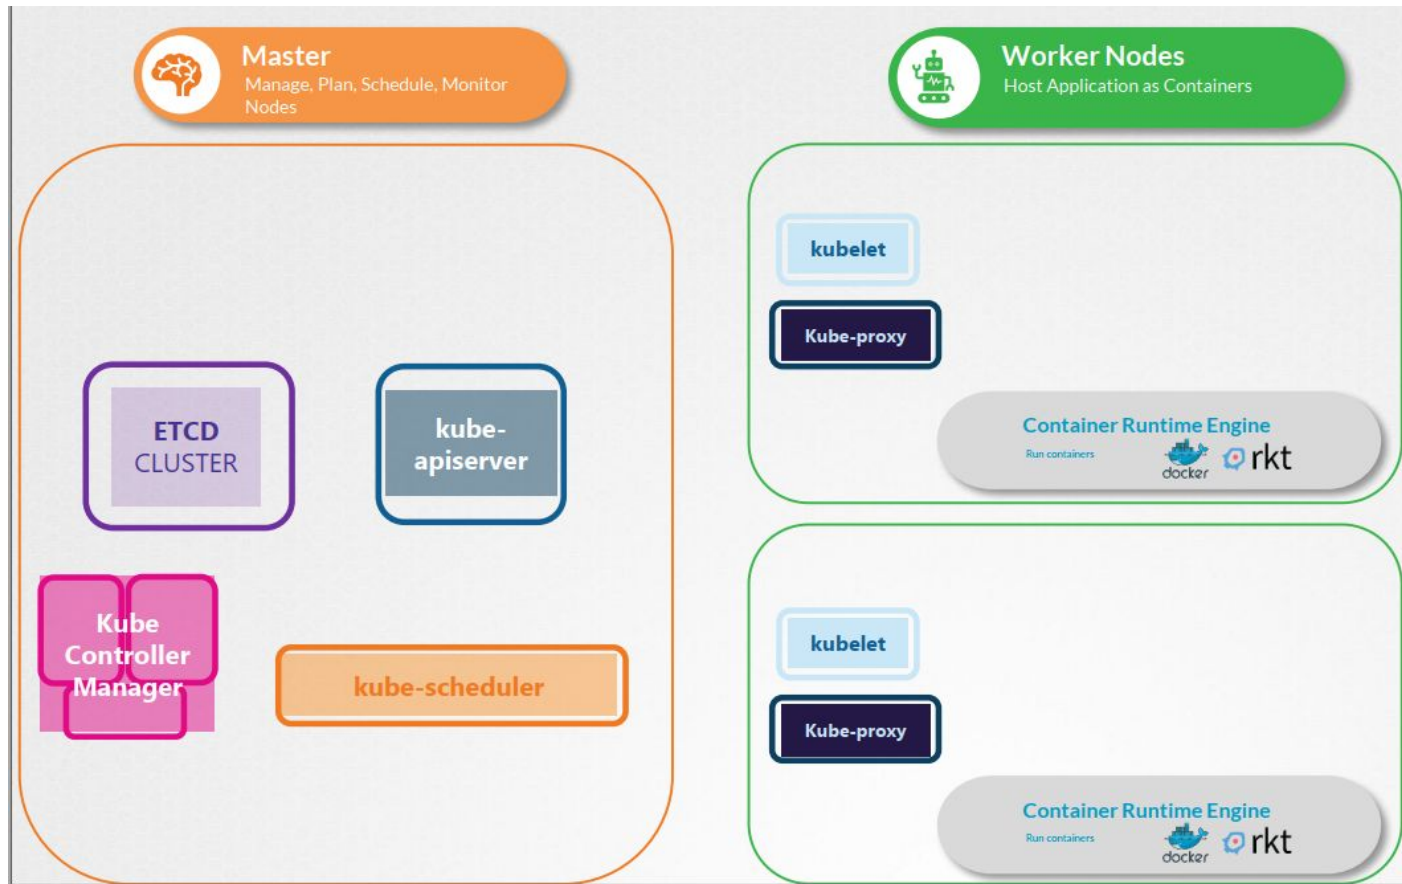 Master
Manage, Plan, Schedule, Monitor
Nodes
ETCD
CLUSTER
kube-
apiserver
Kube
Controller
Manager
kube-scheduler
Worker Nodes
Host Application as Containers
kubelet
Kube-proxy
Container Runtime Engine
Run containers
docker
rkt
kubelet
Kube-proxy
Container Runtime Engine
Run containers
docker
rkt